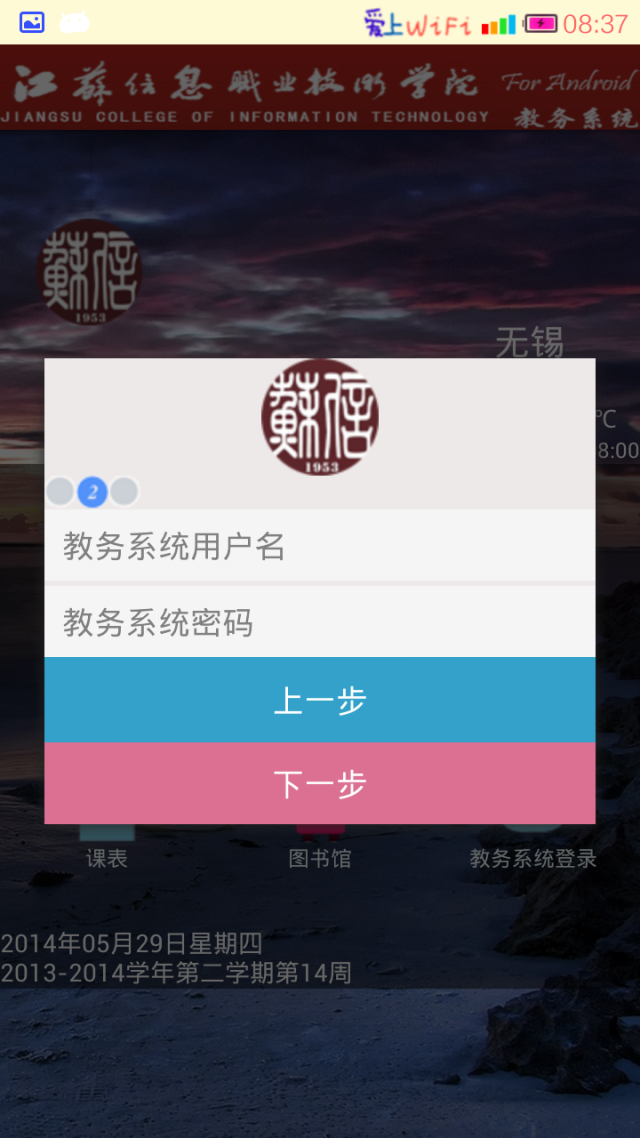 爱上WiFi 08:37
江苏信息职业技术学院 For Android
JIANGSU COLLEGE OF INFORMATION TECHNOLOGY 教务系统
蘇信
1953
无锡
℃
8:00
蘇信
1953
2
教务系统用户名
教务系统密码
上一步
下一步
课表 图书馆 教务系统登录
2014年05月29日星期四
2013-2014学年第二学期第14周